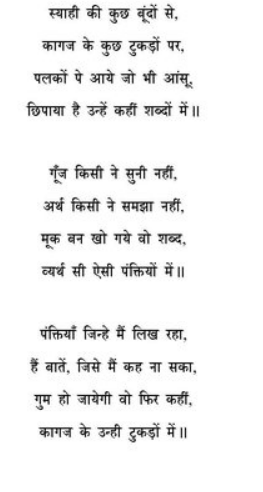 स्याही की कुछ बूंदों से,
कागज के कुछ टुकड़ों पर,
पलकों पे आये जो भी आंसू,
छिपाया है उन्हें कहीं शब्दों में॥
गूँज किसी ने सुनी नहीं,
अर्थ किसी ने समझा नहीं,
मूक बन खो गये वो शब्द,
व्यर्थ सी ऐसी पंक्तियों में॥
पंक्तियाँ जिन्हे मैं लिख रहा,
हैं बातें, जिसे मैं कह ना सका,
गुम हो जायेगी वो फिर कहीं,
कागज के उन्ही टुकड़ों में॥